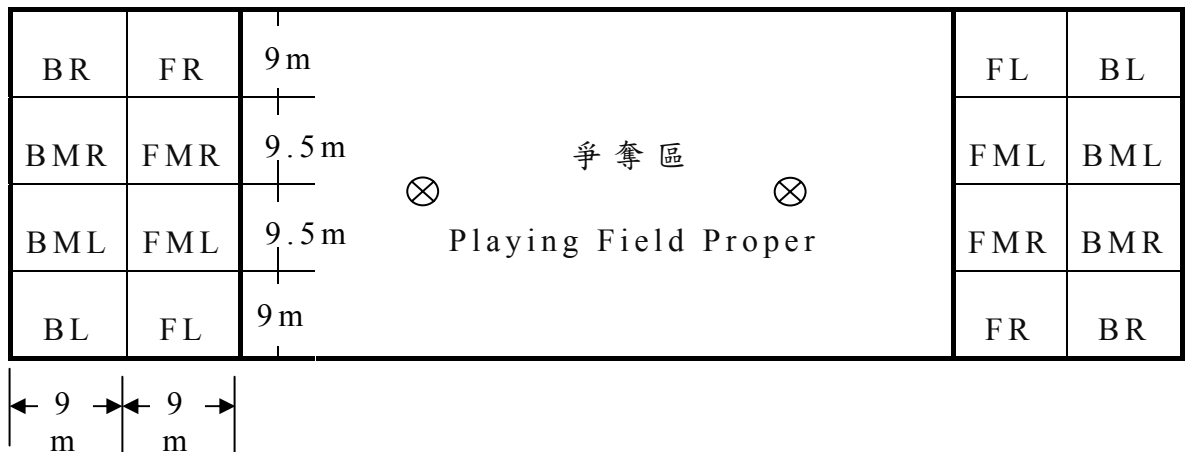 BR FR 9m FL BL
BMR FMR 9.5m 爭奪區 FML BML
BML FML 9.5m Playing Field Proper FMR BMR
BL FL 9m FR BR
9 9
m m